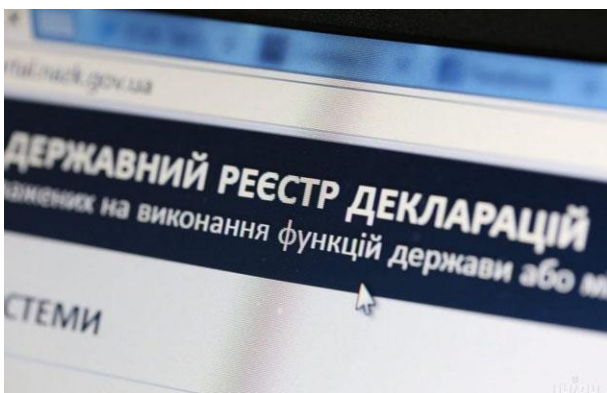 rtal.nazk.gov.ua
ДЕРЖАВНИЙ РЕЄСТР ДЕКЛАРАЦІЙ
важених на виконання функцій держави або м
СТЕМИ